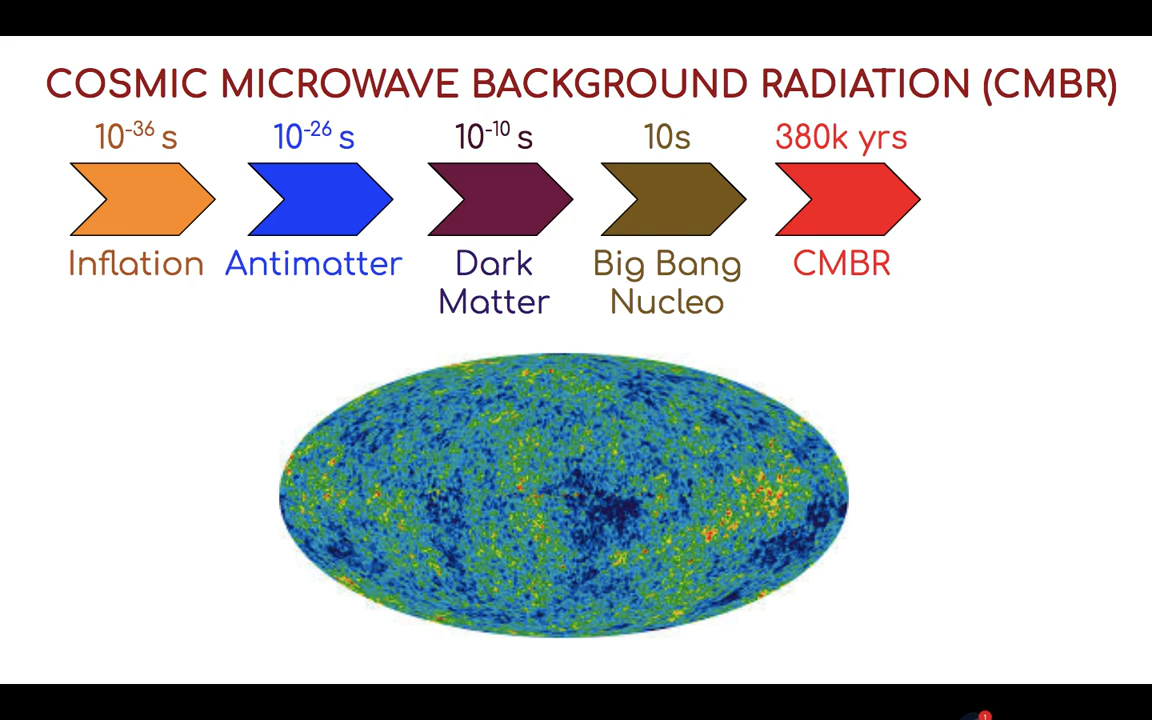 COSMIC MICROWAVE BACKGROUND RADIATION (CMBR)
10⁻³⁶ s
10⁻²⁶ s
10⁻¹⁰ s
10s
380k yrs
Inflation
Antimatter
Dark
Matter
Big Bang
Nucleo
CMBR
1